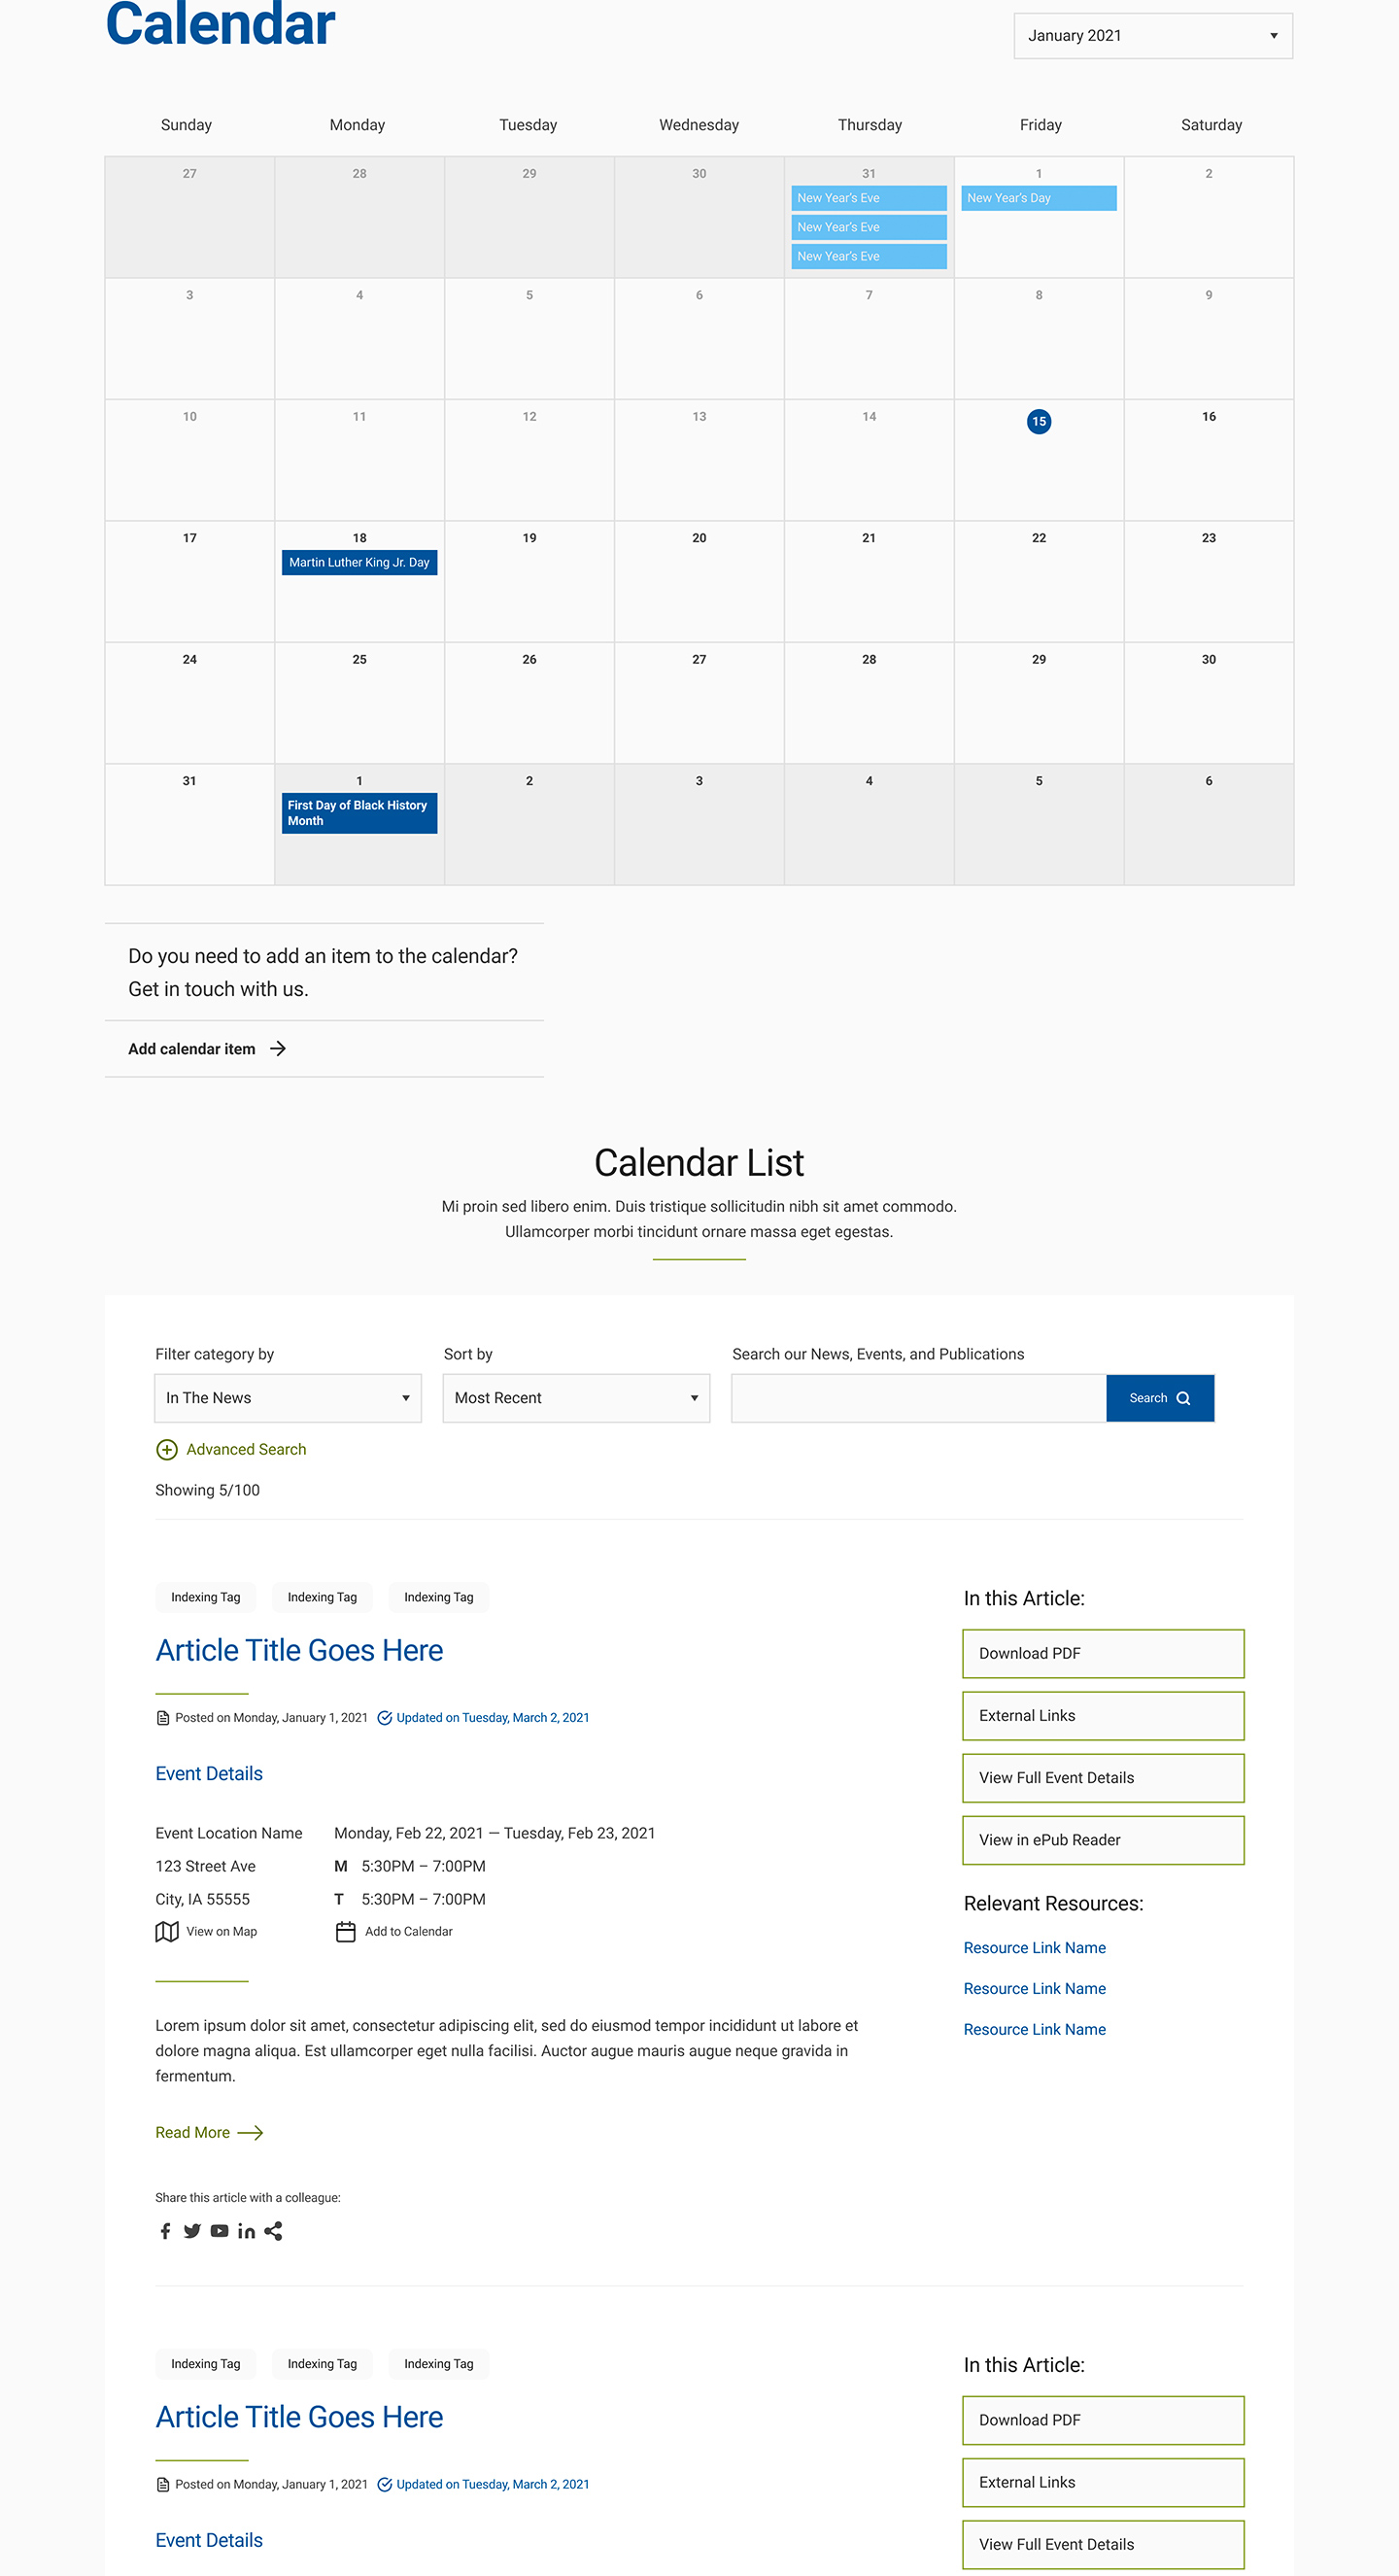 Calendar
January 2021
Sunday Monday Tuesday Wednesday Thursday Friday Saturday
27 28 29 30 31 1 2
New Year's Eve New Year's Day
New Year's Eve
New Year's Eve
3 4 5 6 7 8 9
10 11 12 13 14 15 16
17 18 19 20 21 22 23
Martin Luther King Jr. Day
24 25 26 27 28 29 30
31 1 2 3 4 5 6
First Day of Black History
Month
Do you need to add an item to the calendar?
Get in touch with us.
Add calendar item
Calendar List
Mi proin sed libero enim. Duis tristique sollicitudin nibh sit amet commodo.
Ullamcorper morbi tincidunt ornare massa eget egestas.
Filter category by Sort by Search our News, Events, and Publications
In The News Most Recent Search
Advanced Search
Showing 5/100
Indexing Tag Indexing Tag Indexing Tag
Article Title Goes Here
Posted on Monday, January 1, 2021 Updated on Tuesday, March 2, 2021
Event Details
Event Location Name Monday, Feb 22, 2021 — Tuesday, Feb 23, 2021
123 Street Ave M 5:30PM – 7:00PM
City, IA 55555 T 5:30PM – 7:00PM
View on Map Add to Calendar
Lorem ipsum dolor sit amet, consectetur adipiscing elit, sed do eiusmod tempor incididunt ut labore et
dolore magna aliqua. Est ullamcorper eget nulla facilisi. Auctor augue mauris augue neque gravida in
fermentum.
Read More
Share this article with a colleague:
In this Article:
Download PDF
External Links
View Full Event Details
View in ePub Reader
Relevant Resources:
Resource Link Name
Resource Link Name
Resource Link Name
Indexing Tag Indexing Tag Indexing Tag
Article Title Goes Here
Posted on Monday, January 1, 2021 Updated on Tuesday, March 2, 2021
Event Details
In this Article:
Download PDF
External Links
View Full Event Details